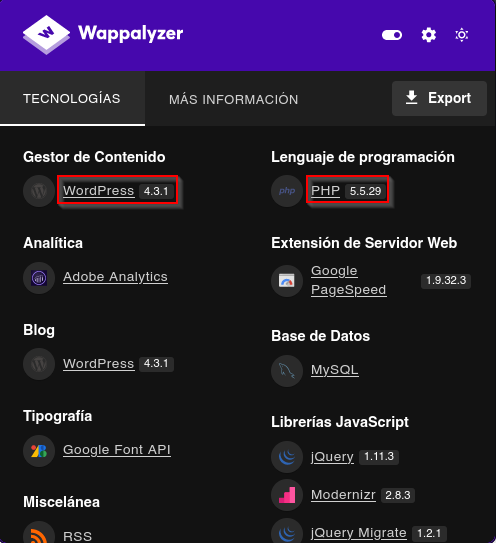 Wappalyzer
TECNOLOGÍAS
MÁS INFORMACIÓN
Export
Gestor de Contenido
WordPress 4.3.1
Analítica
Adobe Analytics
Blog
WordPress 4.3.1
Tipografía
Google Font API
Miscelánea
RSS
Lenguaje de programación
php
PHP 5.5.29
Extensión de Servidor Web
Google
PageSpeed 1.9.32.3
Base de Datos
MySQL
Librerías JavaScript
jQuery 1.11.3
Modernizr 2.8.3
jQuery Migrate 1.2.1